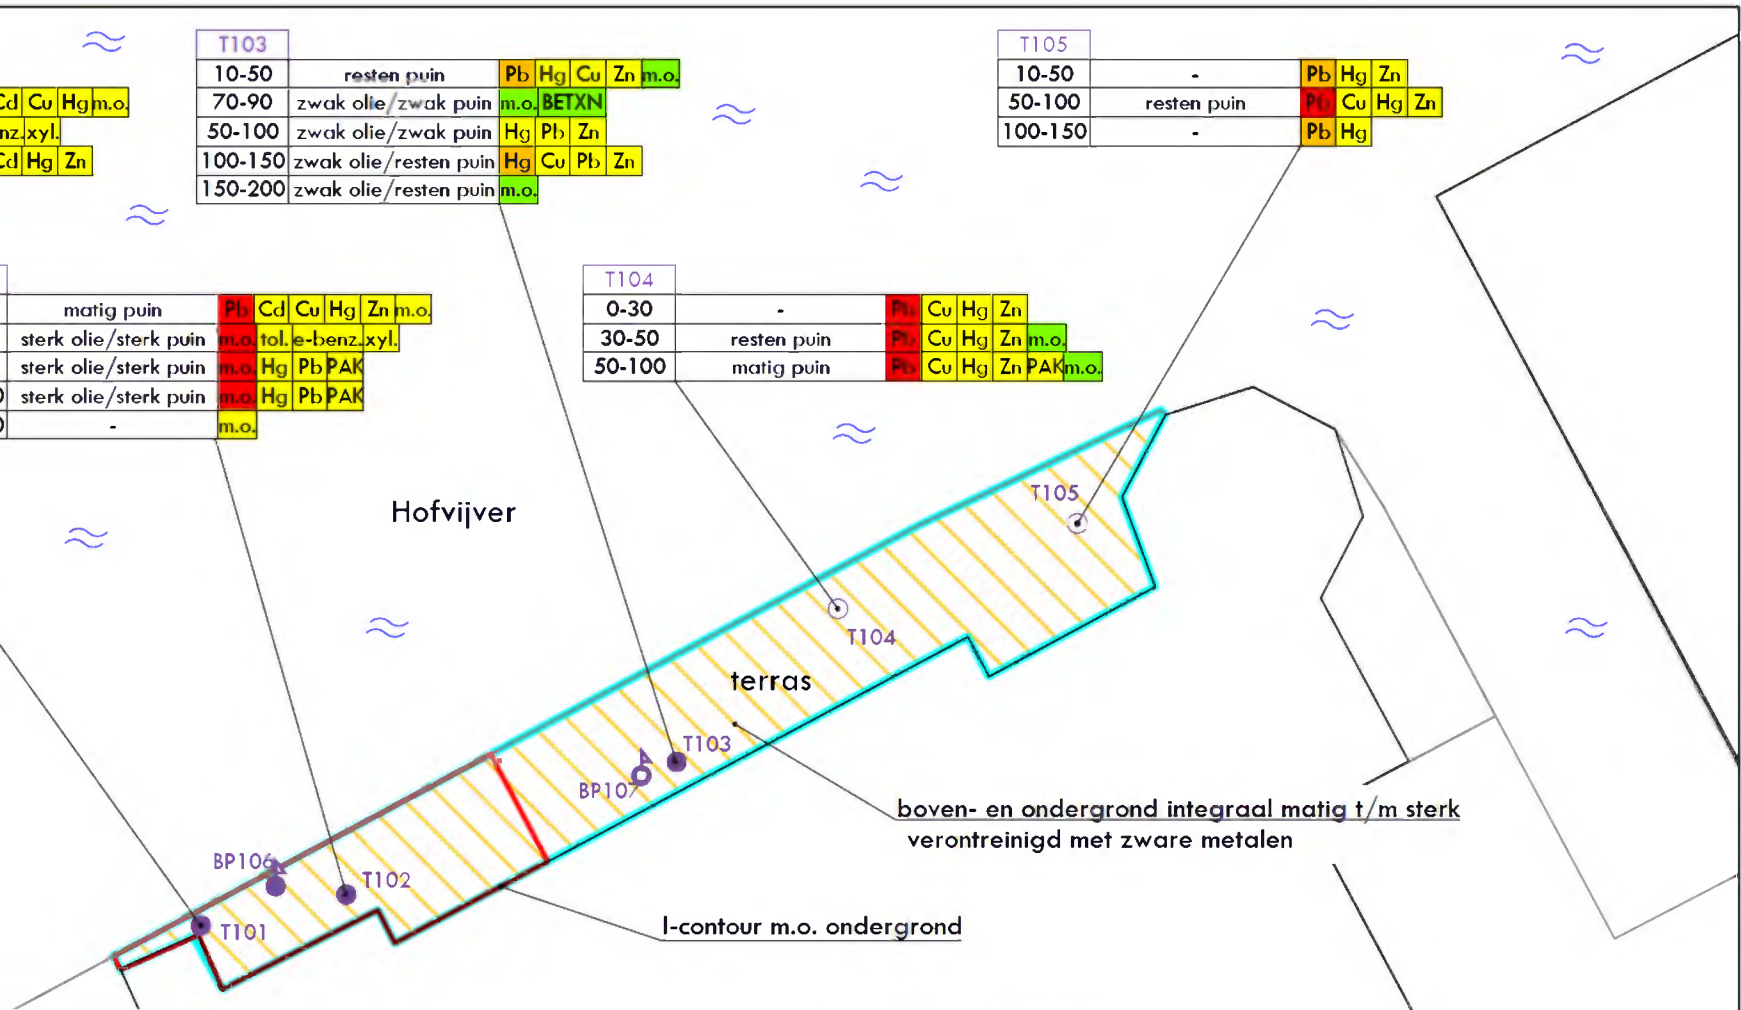 T103
10-50 resten puin Pb Hg Cu Zn m.o.
70-90 zwak olie/zwak puin m.o. BETXN
50-100 zwak olie/zwak puin Hg Pb Zn
100-150 zwak olie/resten puin Hg Cu Pb Zn
150-200 zwak olie/resten puin m.o.
T105
10-50 - Pb Hg Zn
50-100 resten puin Pb Cu Hg Zn
100-150 - Pb Hg
Cd Cu Hg m.o.
nz. xyl.
Cd Hg Zn
matig puin Pb Cd Cu Hg Zn m.o.
sterk olie/sterk puin m.o. tol. e-benz. xyl.
sterk olie/sterk puin m.o. Hg Pb PAK
0 sterk olie/sterk puin m.o. Hg Pb PAK
0 - m.o.
T104
0-30 - Pb Cu Hg Zn
30-50 resten puin Pb Cu Hg Zn m.o.
50-100 matig puin Pb Cu Hg Zn PAK m.o.
Hofvijver
T105
T104
terras
T103
BP107
boven- en ondergrond integraal matig t/m sterk
verontreinigd met zware metalen
BP106
T102
T101
I-contour m.o. ondergrond